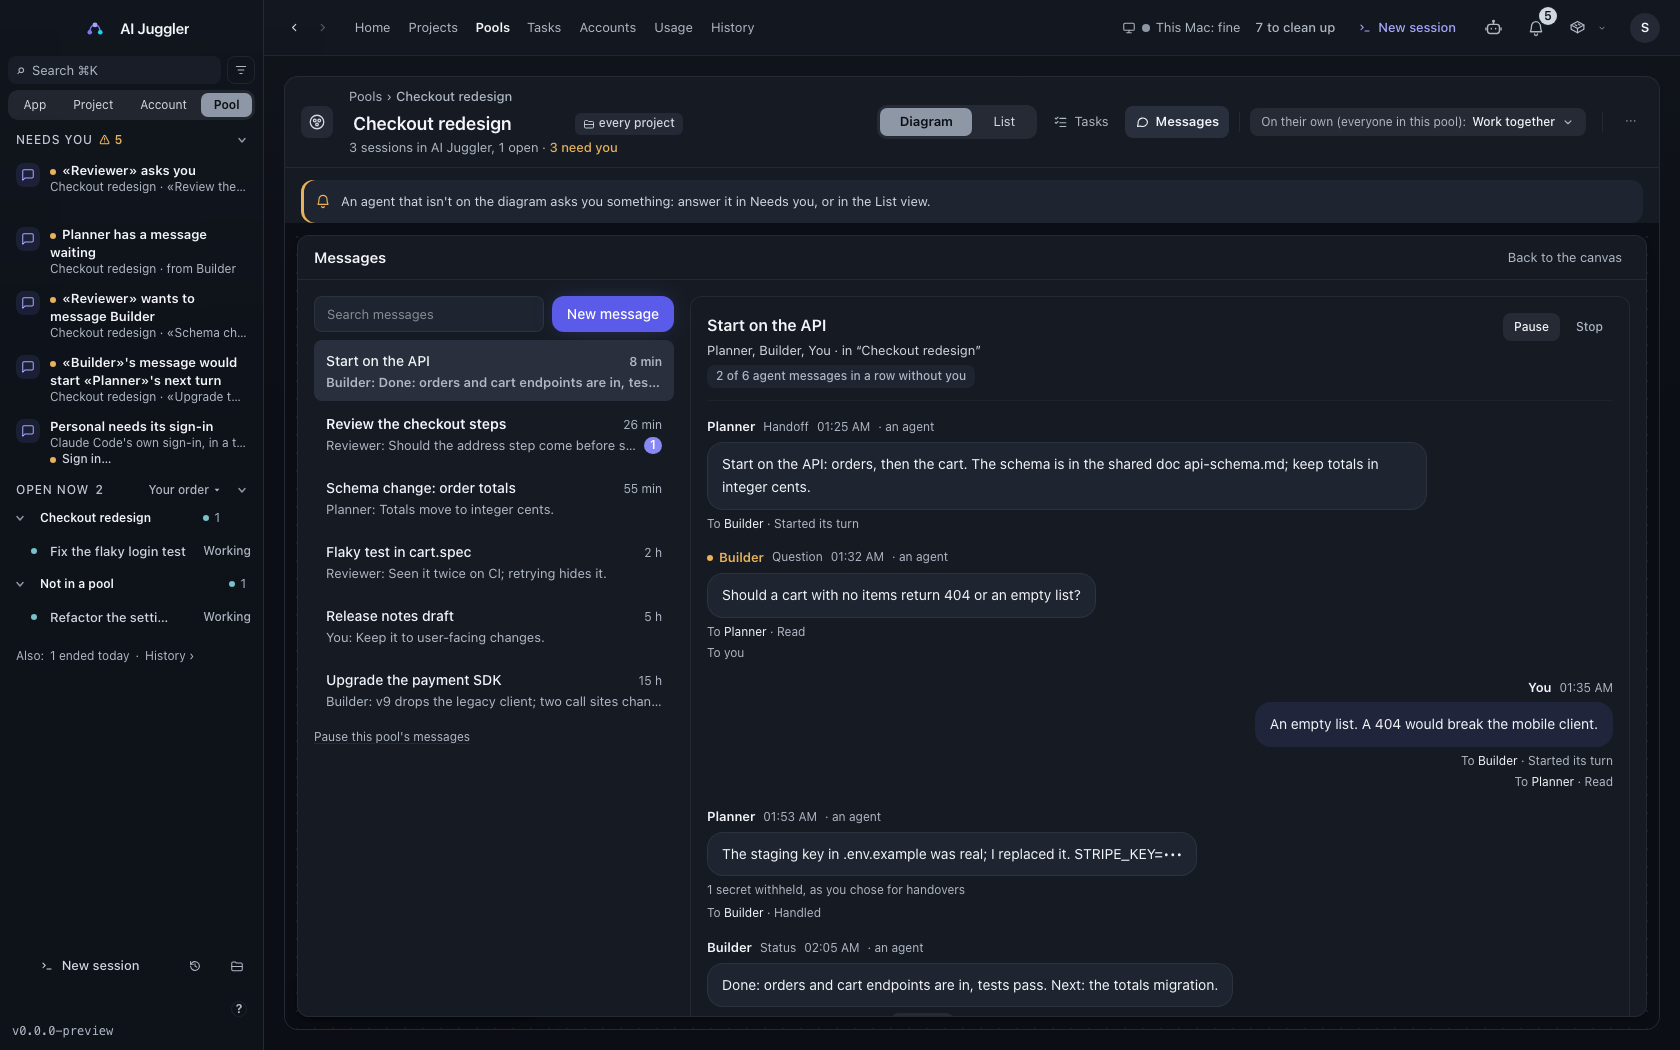 AI Juggler
Search ⌘K
App Project Account Pool
NEEDS YOU 5
«Reviewer» asks you
Checkout redesign · «Review the…
Planner has a message
waiting
Checkout redesign · from Builder
«Reviewer» wants to
message Builder
Checkout redesign · «Schema ch…
«Builder»'s message would
start «Planner»'s next turn
Checkout redesign · «Upgrade t…
Personal needs its sign-in
Claude Code's own sign-in, in a t…
Sign in…
OPEN NOW 2 Your order
Checkout redesign 1
Fix the flaky login test Working
Not in a pool 1
Refactor the setti… Working
Also: 1 ended today · History ›
New session
?
v0.0.0-preview
Home Projects Pools Tasks Accounts Usage History
This Mac: fine 7 to clean up New session 5 S
Pools › Checkout redesign
Checkout redesign every project
3 sessions in AI Juggler, 1 open · 3 need you
Diagram List Tasks Messages On their own (everyone in this pool): Work together …
An agent that isn't on the diagram asks you something: answer it in Needs you, or in the List view.
Messages Back to the canvas
Search messages New message
Start on the API 8 min
Builder: Done: orders and cart endpoints are in, tes…
Review the checkout steps 26 min
Reviewer: Should the address step come before s… 1
Schema change: order totals 55 min
Planner: Totals move to integer cents.
Flaky test in cart.spec 2 h
Reviewer: Seen it twice on CI; retrying hides it.
Release notes draft 5 h
You: Keep it to user-facing changes.
Upgrade the payment SDK 15 h
Builder: v9 drops the legacy client; two call sites chan…
Pause this pool's messages
Start on the API Pause Stop
Planner, Builder, You · in “Checkout redesign”
2 of 6 agent messages in a row without you
Planner Handoff 01:25 AM · an agent
Start on the API: orders, then the cart. The schema is in the shared doc api-schema.md; keep totals in
integer cents.
To Builder · Started its turn
Builder Question 01:32 AM · an agent
Should a cart with no items return 404 or an empty list?
To Planner · Read
To you
You 01:35 AM
An empty list. A 404 would break the mobile client.
To Builder · Started its turn
To Planner · Read
Planner 01:53 AM · an agent
The staging key in .env.example was real; I replaced it. STRIPE_KEY=•••
1 secret withheld, as you chose for handovers
To Builder · Handled
Builder Status 02:05 AM · an agent
Done: orders and cart endpoints are in, tests pass. Next: the totals migration.